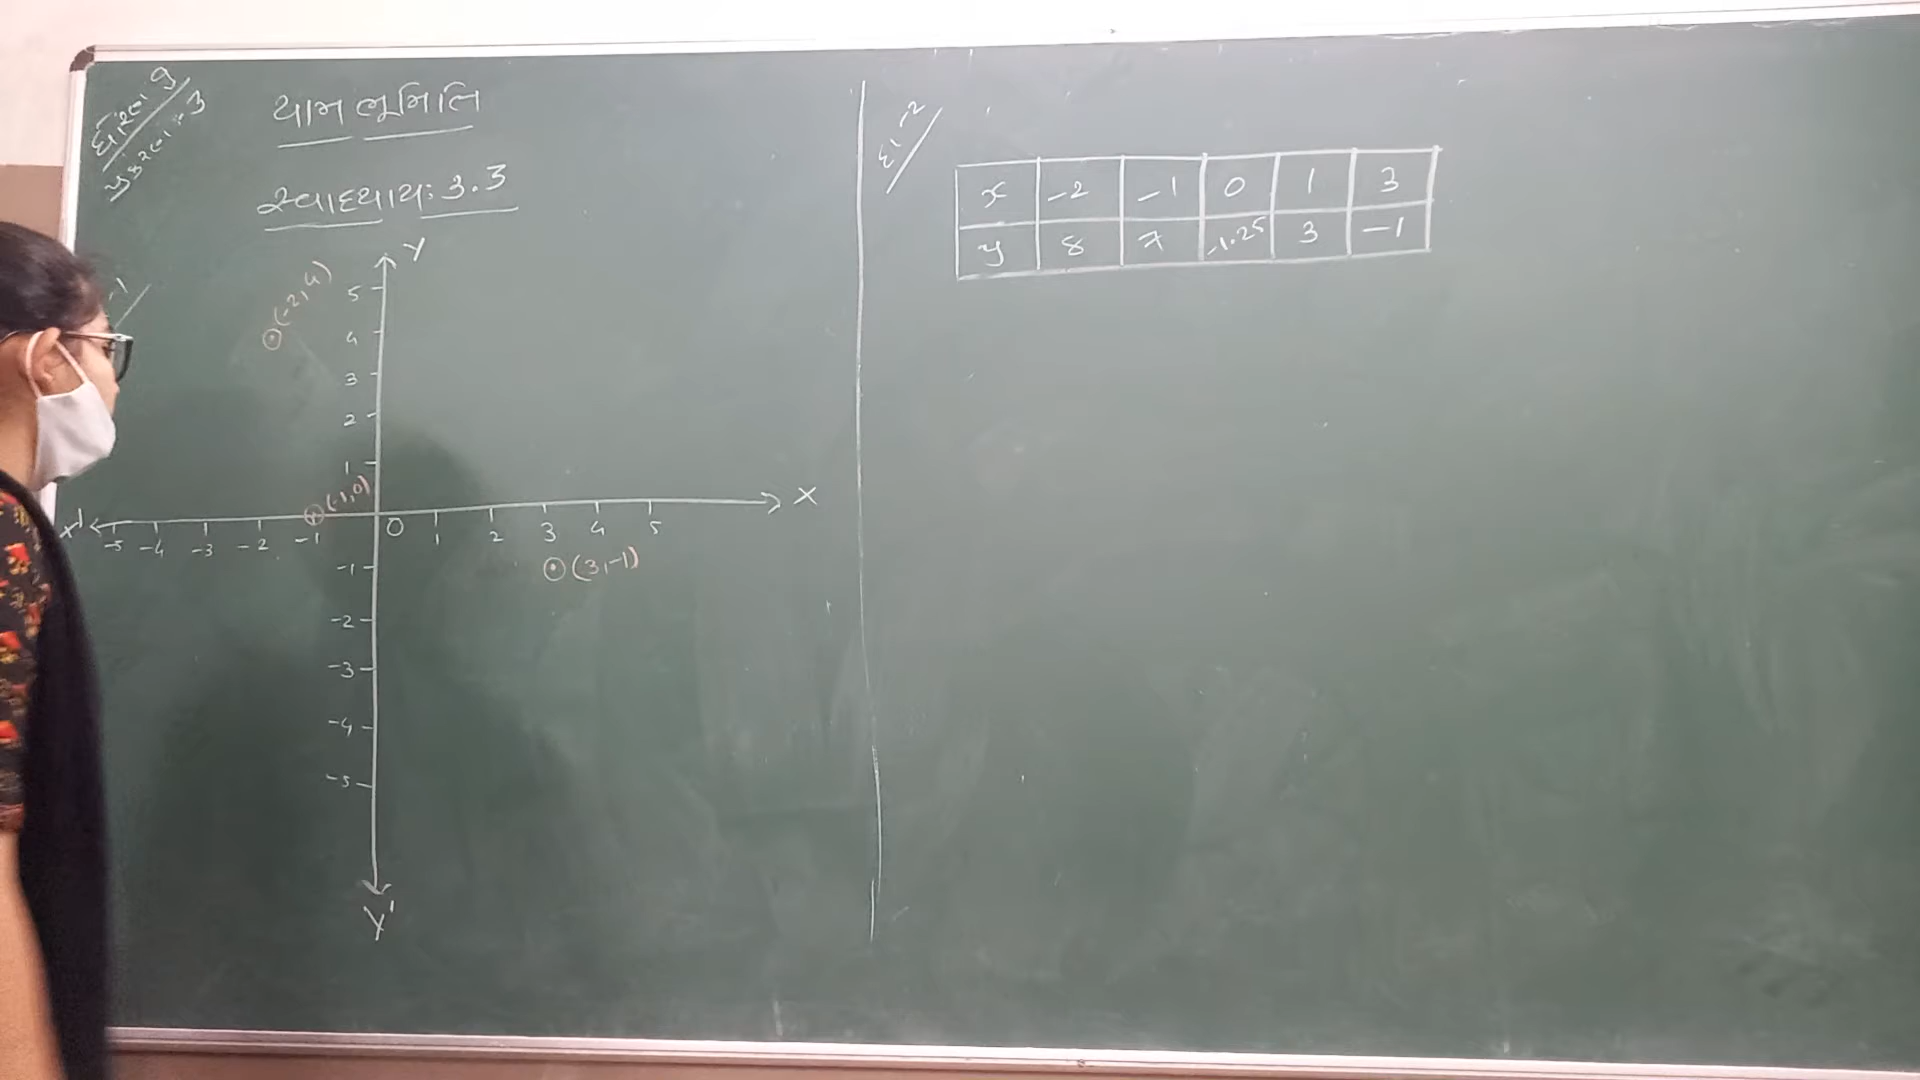 ધોરણ 9
પ્રકરણ : 3
યામ ભૂમિતિ
સ્વાધ્યાય: 3.3
Y
5
4
3
2
1
(-2, 4)
(-1, 0)
X' -5 -4 -3 -2 -1 0 1 2 3 4 5 X
(3, -1)
-1
-2
-3
-4
-5
Y'
દા-2
x -2 -1 0 1 3
y 8 7 -1.25 3 -1